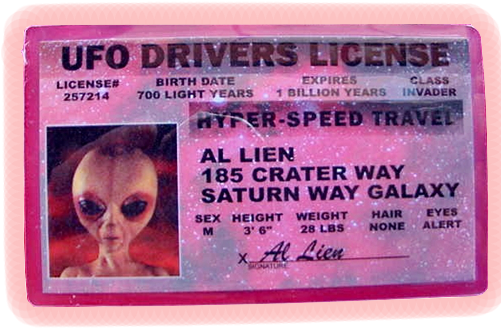 UFO DRIVERS LICENSE
LICENSE# BIRTH DATE EXPIRES CLASS
257214 700 LIGHT YEARS 1 BILLION YEARS INVADER
HYPER-SPEED TRAVEL
AL LIEN
185 CRATER WAY
SATURN WAY GALAXY
SEX HEIGHT WEIGHT HAIR EYES
M 3' 6" 28 LBS NONE ALERT
X Al Lien
SIGNATURE